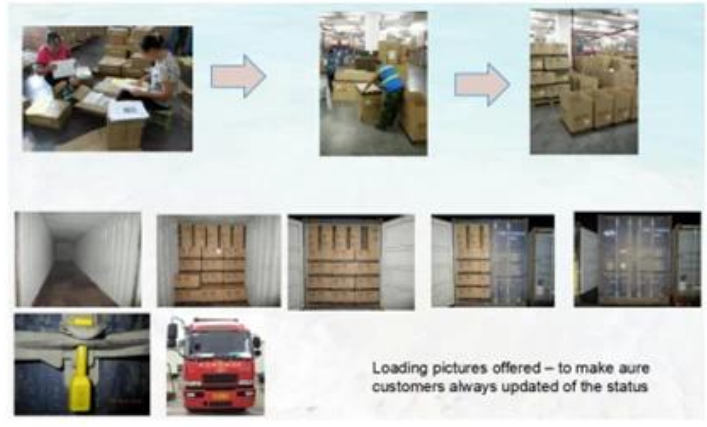 Loading pictures offered – to make aure
customers always updated of the status